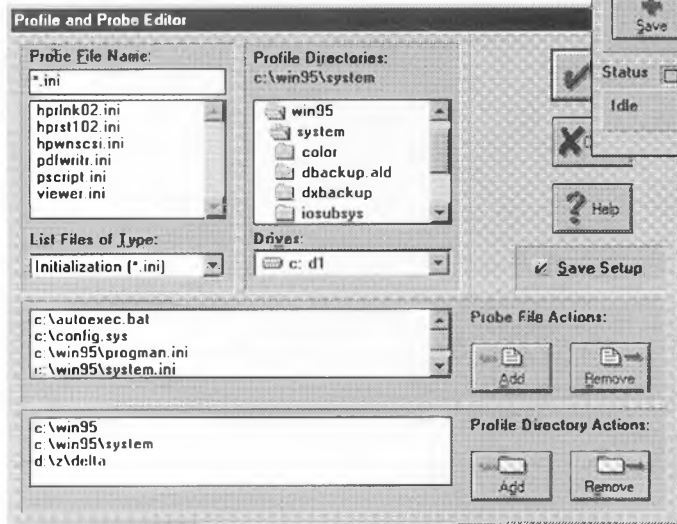 Profile and Probe Editor
Save
Status
Idle
Probe File Name:
*.ini
hprlnk02.ini
hprst102.ini
hpwnscsi.ini
pdfwritr.ini
pscript.ini
viewer.ini
List Files of Type:
Initialization (*.ini)
Profile Directories:
c:\win95\system
win95
system
color
dbackup.ald
dxbackup
iosubsys
Drives:
c: d1
Help
Save Setup
c:\autoexec.bat
c:\config.sys
c:\win95\progman.ini
c:\win95\system.ini
Probe File Actions:
Add
Remove
c:\win95
c:\win95\system
d:\z\delta
Profile Directory Actions:
Add
Remove